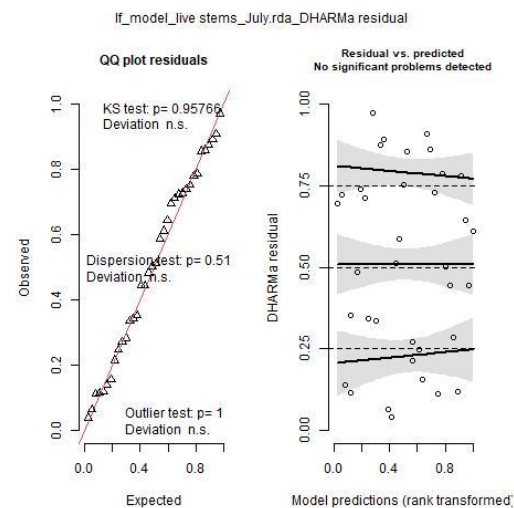 lf_model_live stems_July.rda_DHARMa residual
QQ plot residuals
KS test: p= 0.95766
Deviation n.s.
Dispersion test: p= 0.51
Deviation n.s.
Outlier test: p= 1
Deviation n.s.
Observed
0.0
0.2
0.4
0.6
0.8
1.0
0.0
0.4
0.8
Expected
Residual vs. predicted
No significant problems detected
DHARMa residual
0.00
0.25
0.50
0.75
1.00
0.0
0.4
0.8
Model predictions (rank transformed)